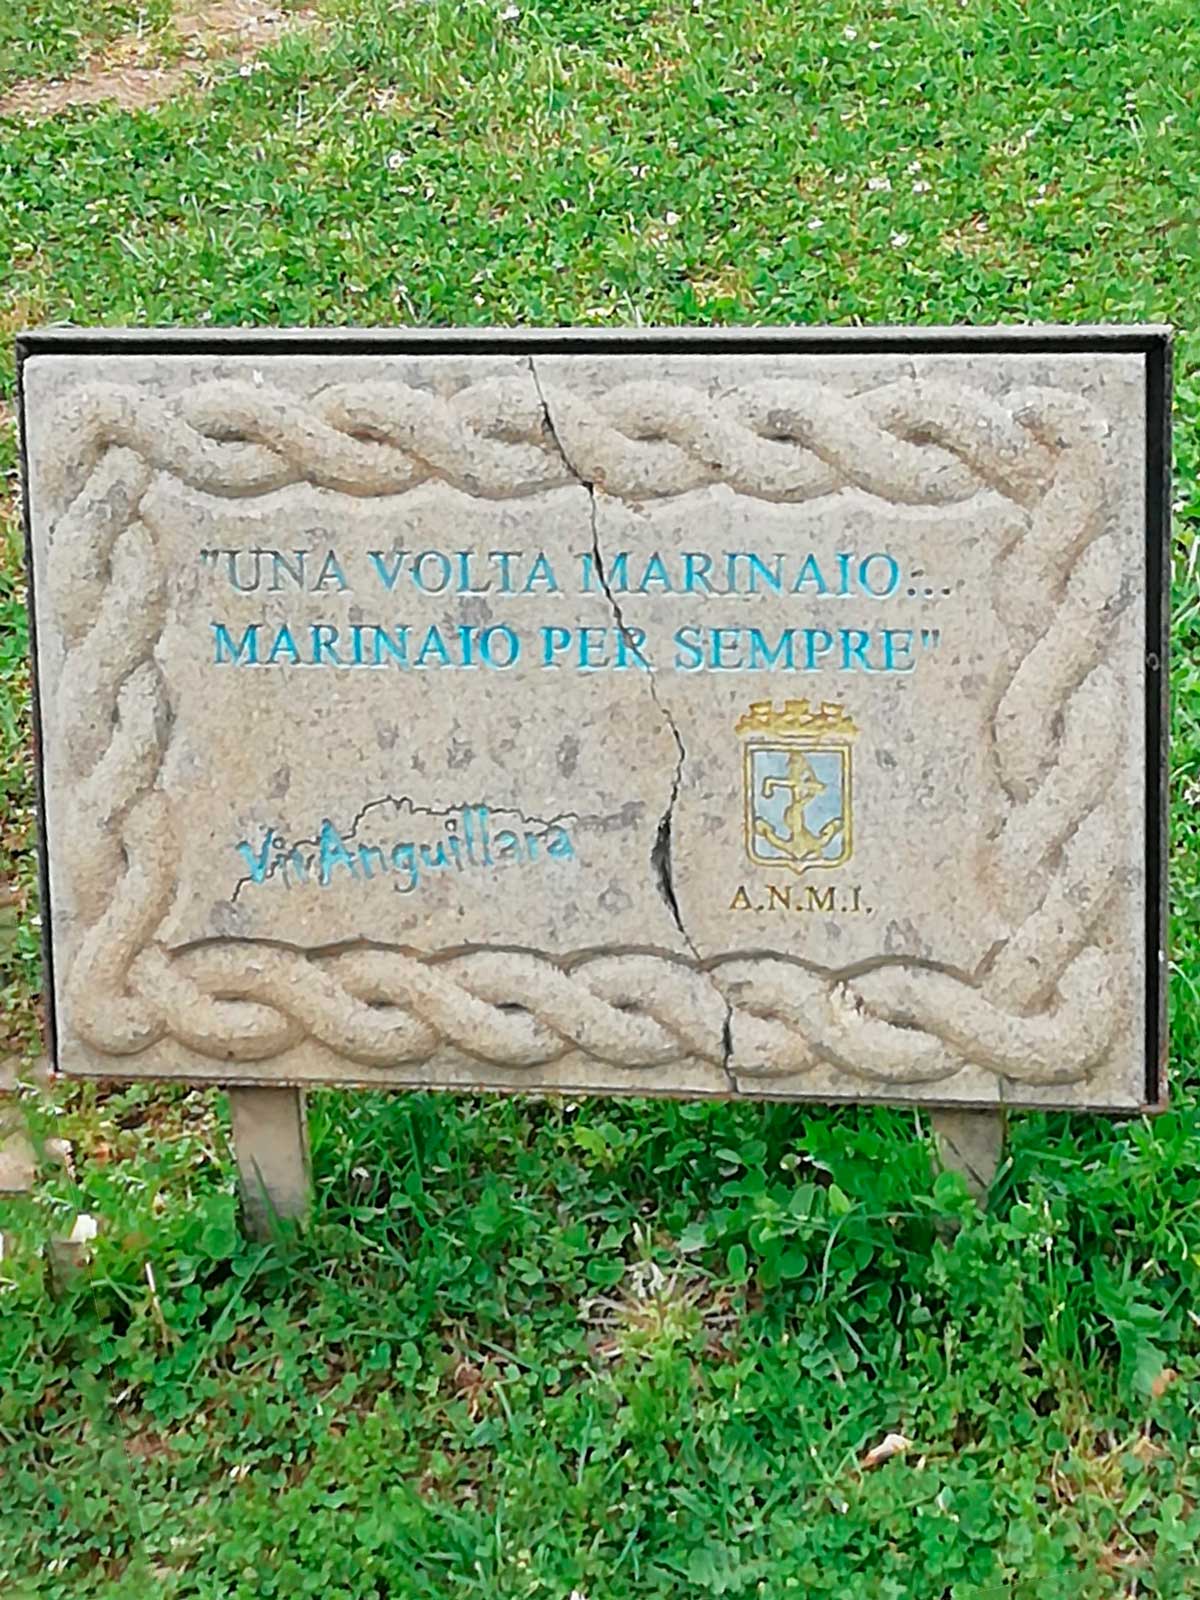 "UNA VOLTA MARINAIO...
MARINAIO PER SEMPRE"
VivAnguillara
A.N.M.I.